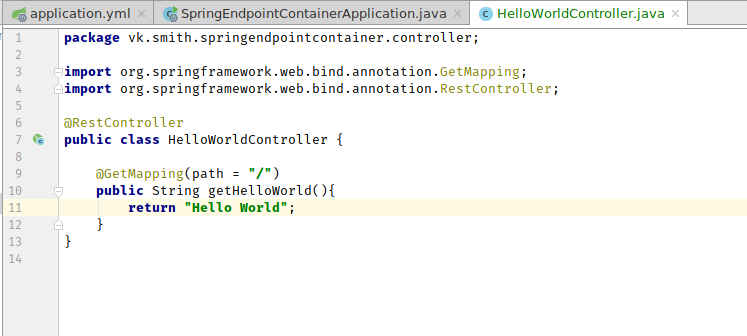 application.yml SpringEndpointContainerApplication.java HelloWorldController.java
1 package vk.smith.springendpointcontainer.controller;
2
3 import org.springframework.web.bind.annotation.GetMapping;
4 import org.springframework.web.bind.annotation.RestController;
5
6 @RestController
7 public class HelloWorldController {
8
9 @GetMapping(path = "/")
10 public String getHelloWorld(){
11 return "Hello World";
12 }
13 }
14